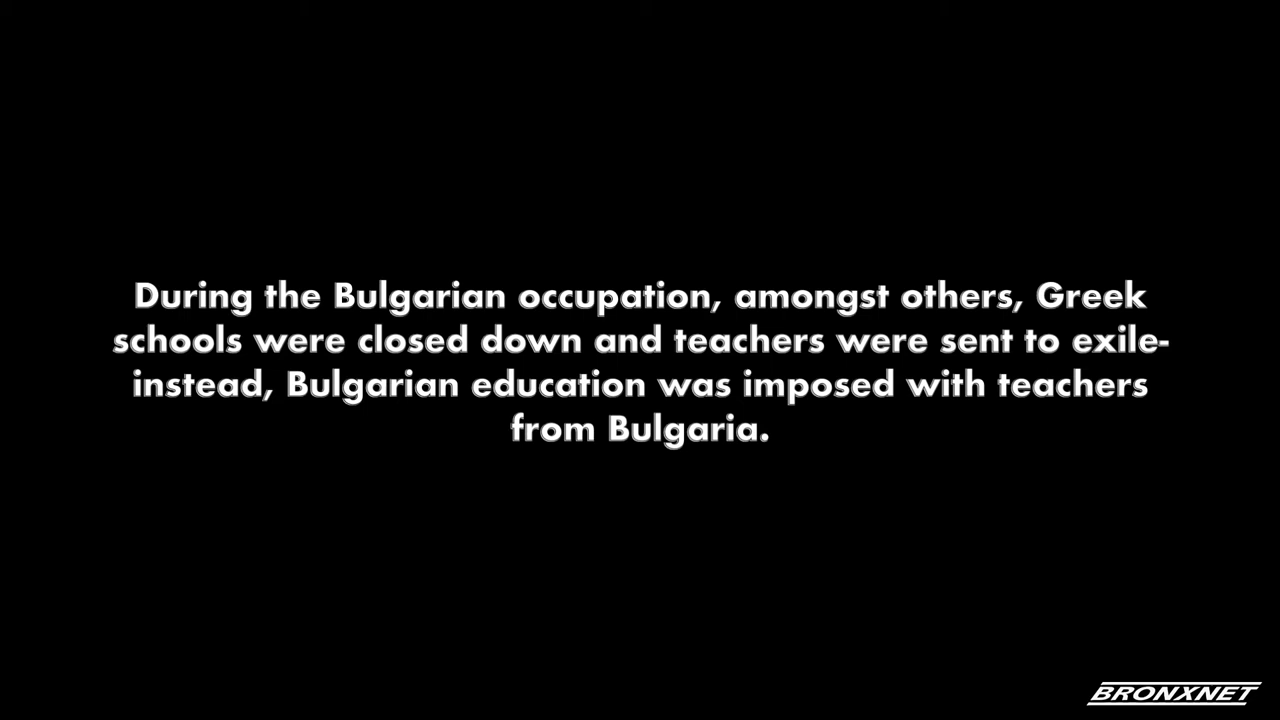 During the Bulgarian occupation, amongst others, Greek
schools were closed down and teachers were sent to exile-
instead, Bulgarian education was imposed with teachers
from Bulgaria.
BRONXNET